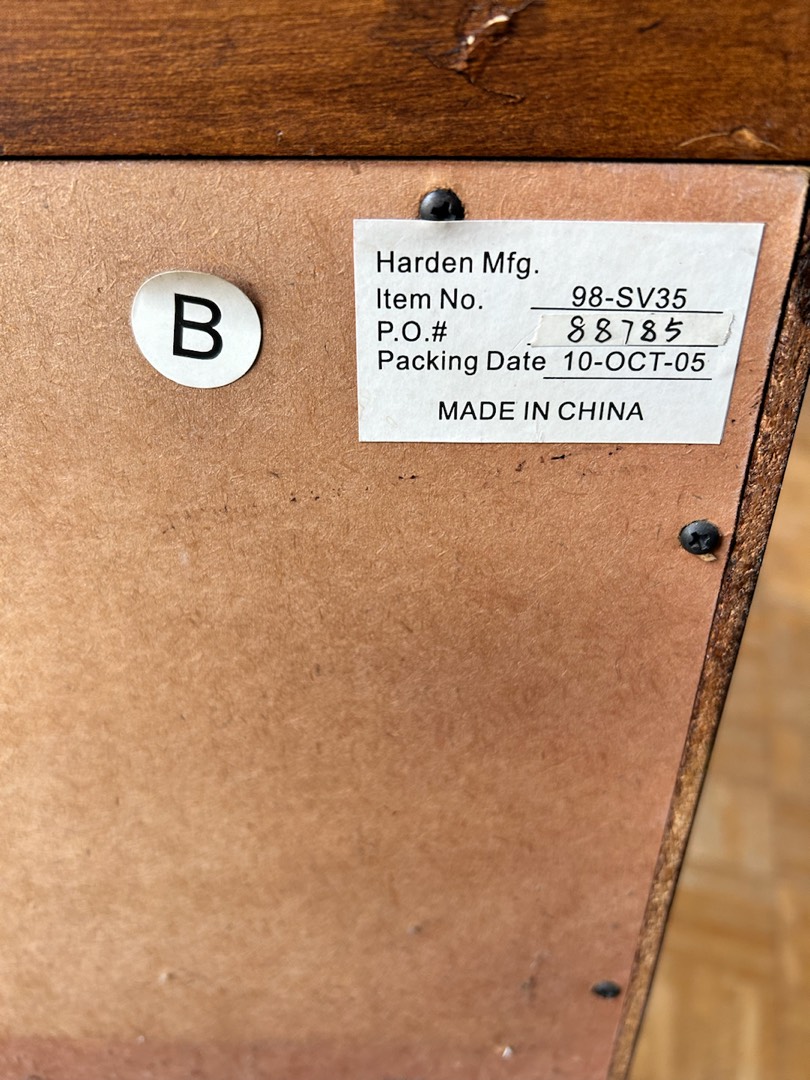 B
Harden Mfg.
Item No. 98-SV35
P.O.# 88785
Packing Date 10-OCT-05
MADE IN CHINA